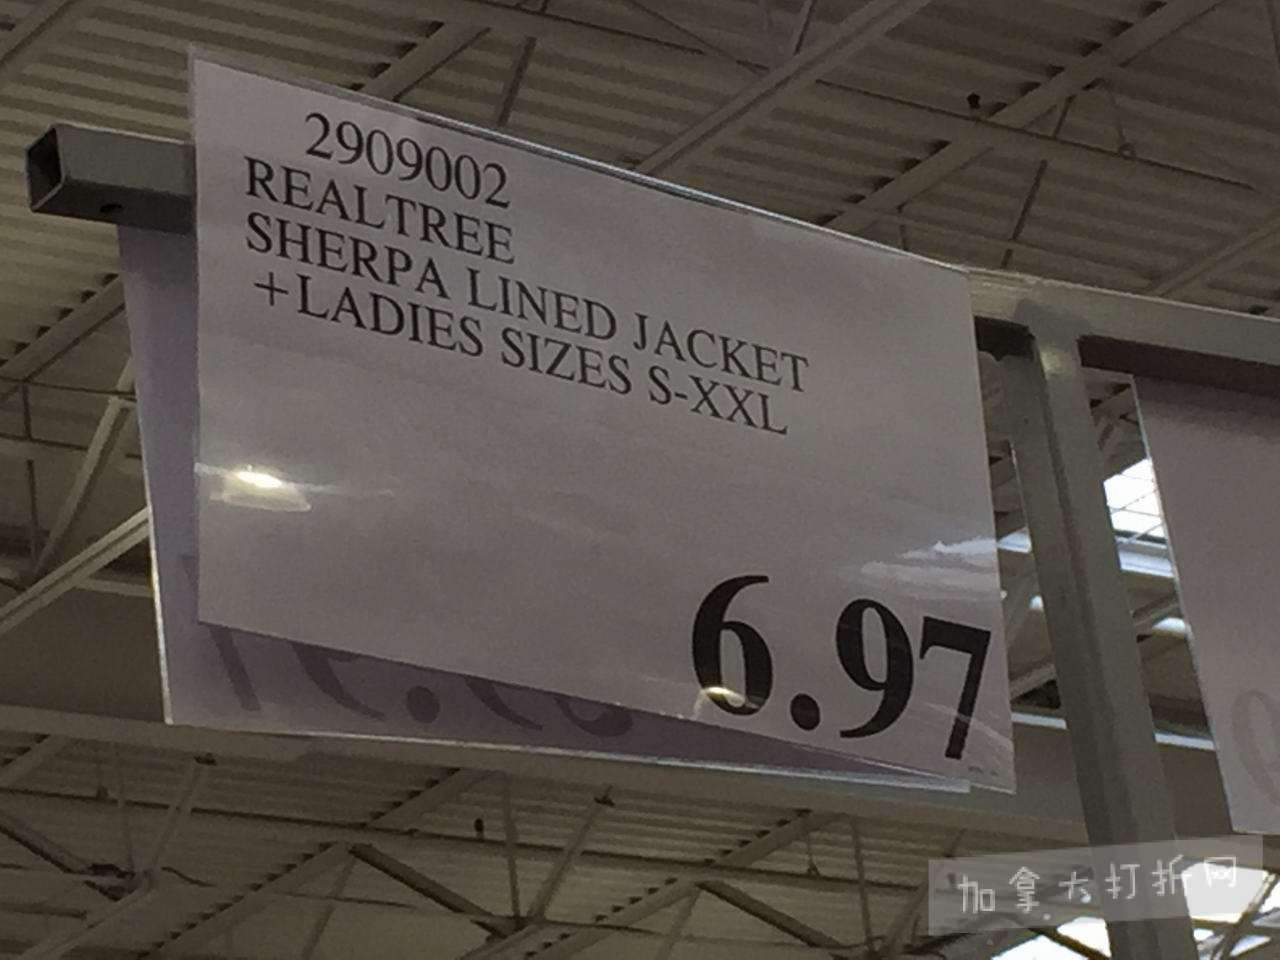 2909002
REALTREE
SHERPA LINED JACKET
+LADIES SIZES S-XXL
6.97
加拿大打折网